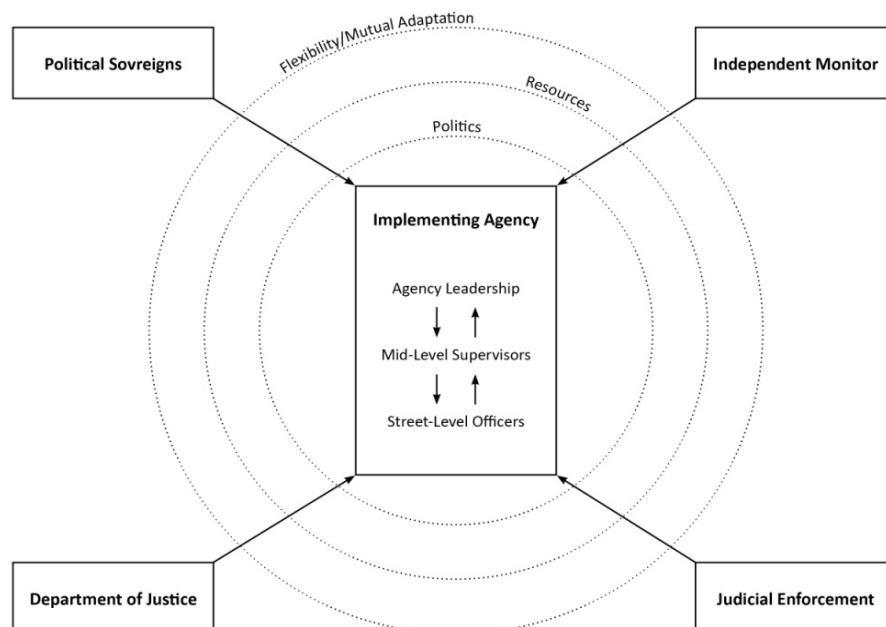 Flexibility/Mutual Adaptation
Political Sovreigns
Independent Monitor
Resources
Politics
Implementing Agency
Agency Leadership
Mid-Level Supervisors
Street-Level Officers
Department of Justice
Judicial Enforcement